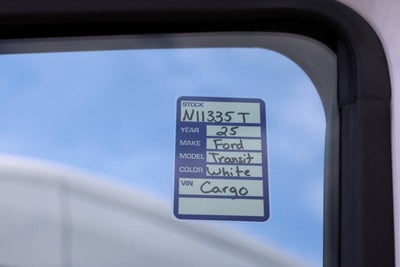 STOCK
N11335T
YEAR 25
MAKE Ford
MODEL Transit
COLOR White
VIN Cargo